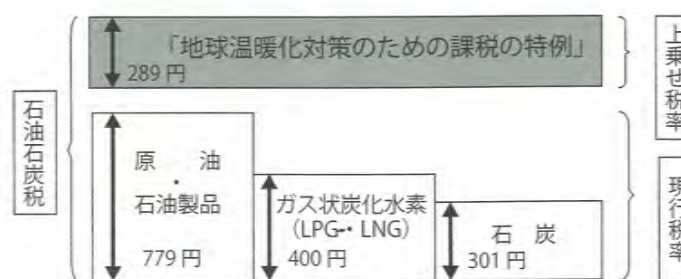 「地球温暖化対策のための課税の特例」
289円
上乗せ税率
石油石炭税
原油
・
石油製品
779円
ガス状炭化水素
(LPG・LNG)
400円
石炭
301円
現行税率